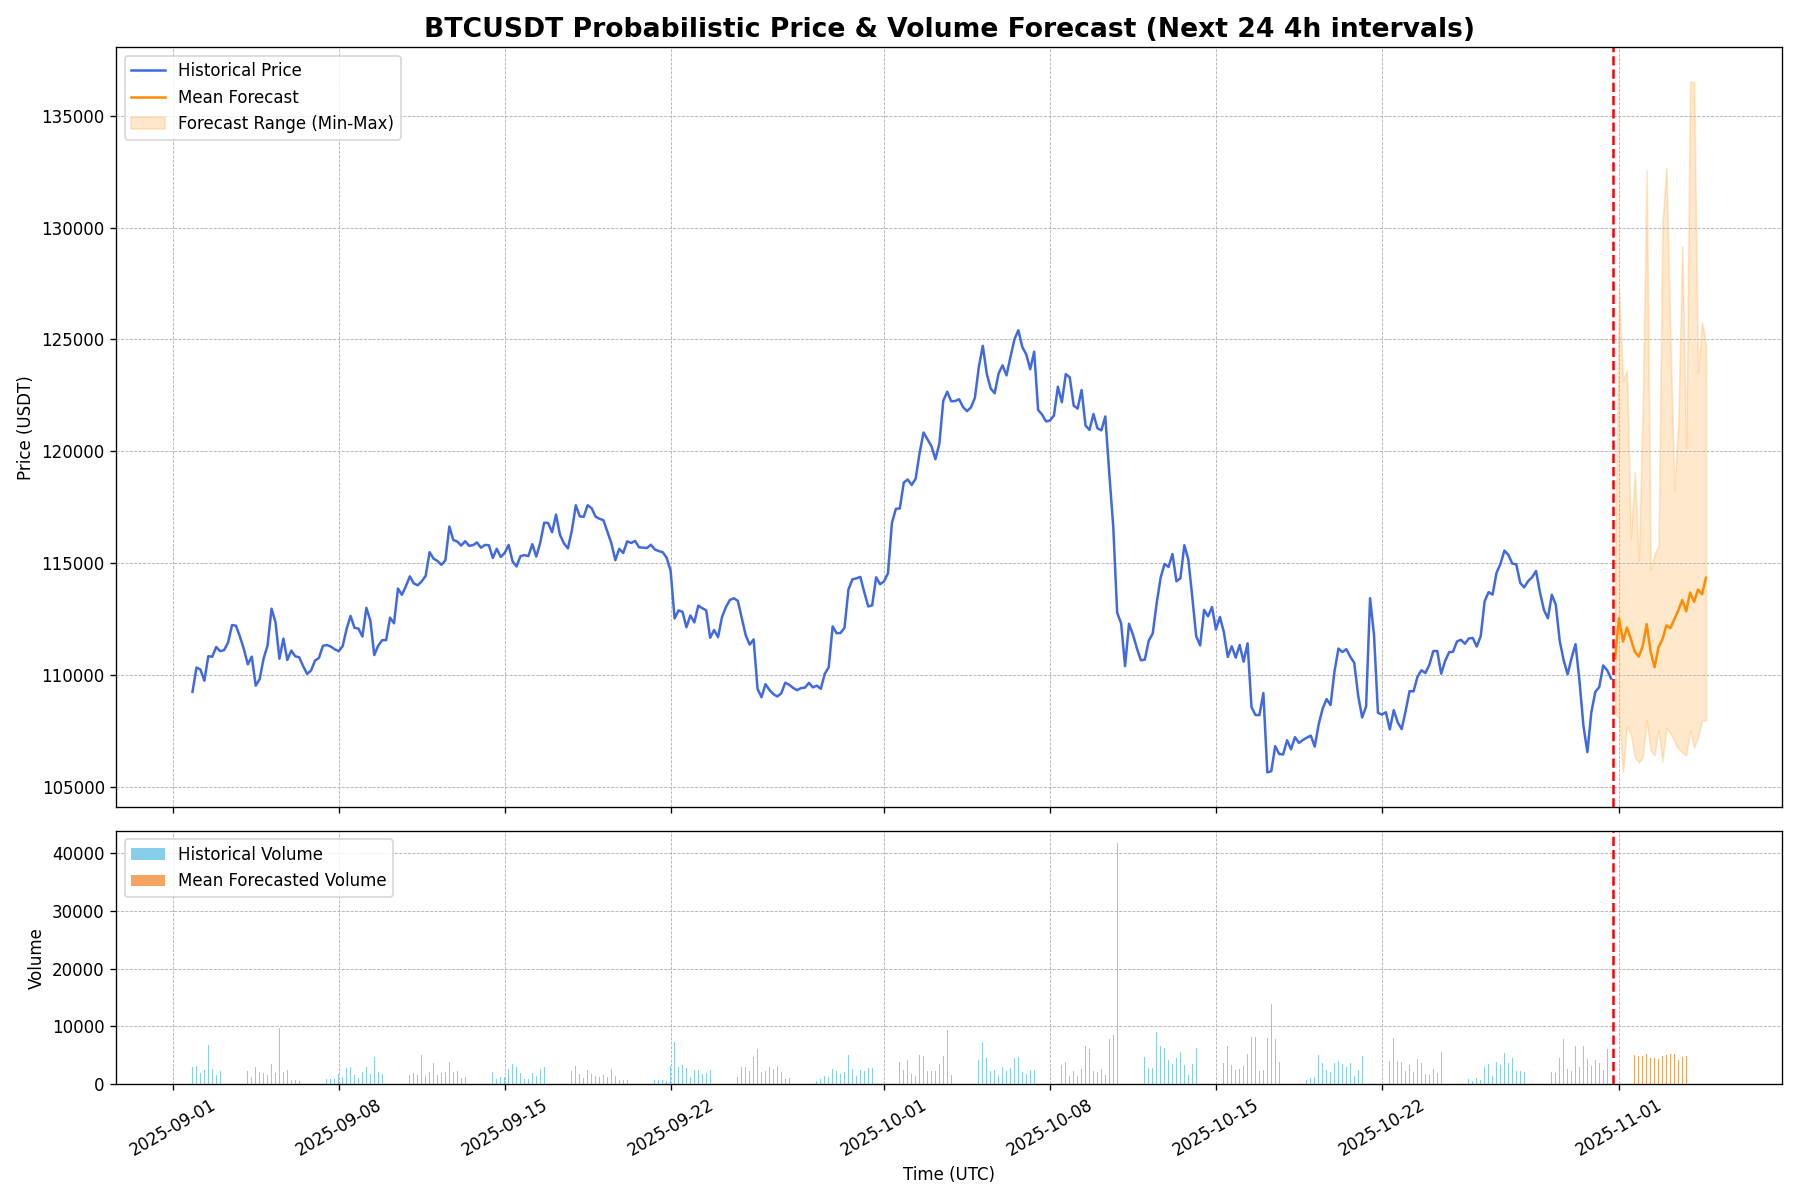 BTCUSDT Probabilistic Price & Volume Forecast (Next 24 4h intervals)
Historical Price
Mean Forecast
Forecast Range (Min-Max)
135000
130000
125000
120000
115000
110000
105000
Price (USDT)
Historical Volume
Mean Forecasted Volume
40000
30000
20000
10000
0
Volume
2025-09-01
2025-09-08
2025-09-15
2025-09-22
2025-10-01
2025-10-08
2025-10-15
2025-10-22
2025-11-01
Time (UTC)